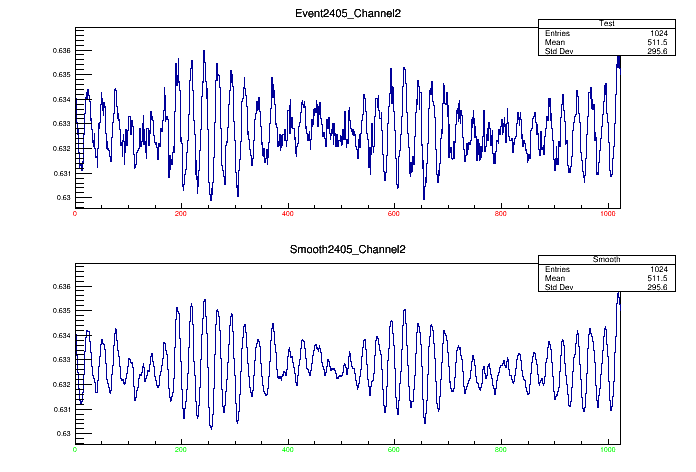 Event2405_Channel2
Test
Entries 1024
Mean 511.5
Std Dev 295.6
0.636
0.635
0.634
0.633
0.632
0.631
0.63
0 200 400 600 800 1000
Smooth2405_Channel2
Smooth
Entries 1024
Mean 511.5
Std Dev 295.6
0.636
0.635
0.634
0.633
0.632
0.631
0.63
0 200 400 600 800 1000